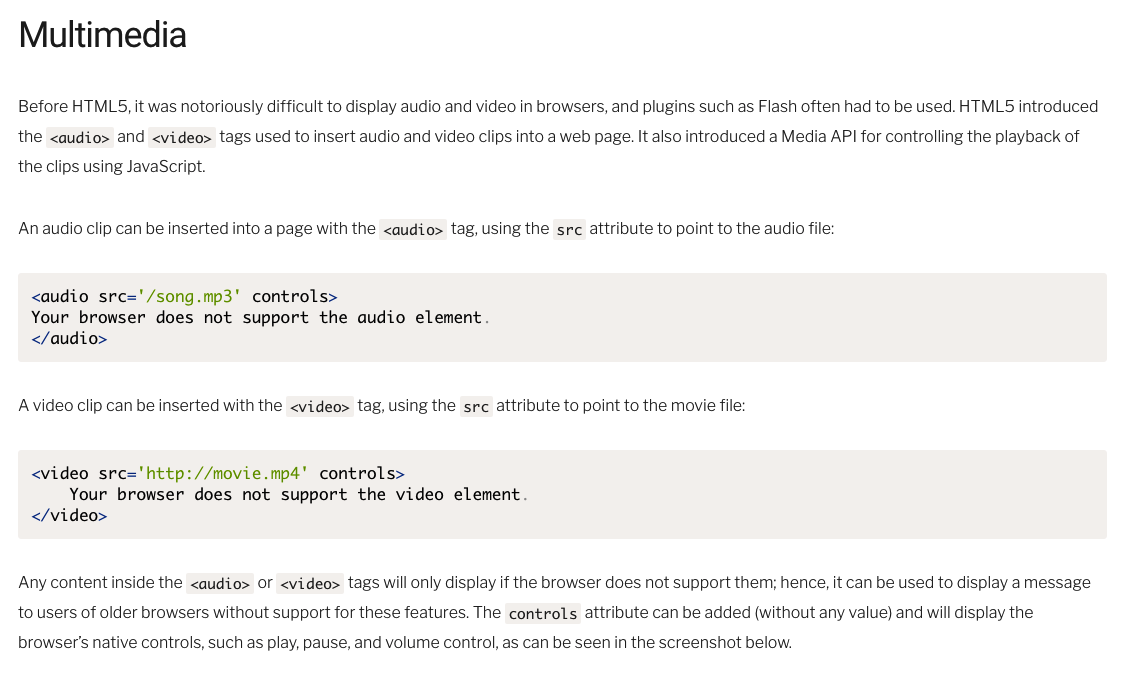 Multimedia
Before HTML5, it was notoriously difficult to display audio and video in browsers, and plugins such as Flash often had to be used. HTML5 introduced
the <audio> and <video> tags used to insert audio and video clips into a web page. It also introduced a Media API for controlling the playback of
the clips using JavaScript.
An audio clip can be inserted into a page with the <audio> tag, using the src attribute to point to the audio file:
<audio src='/song.mp3' controls>
Your browser does not support the audio element.
</audio>
A video clip can be inserted with the <video> tag, using the src attribute to point to the movie file:
<video src='http://movie.mp4' controls>
    Your browser does not support the video element.
</video>
Any content inside the <audio> or <video> tags will only display if the browser does not support them; hence, it can be used to display a message
to users of older browsers without support for these features. The controls attribute can be added (without any value) and will display the
browser’s native controls, such as play, pause, and volume control, as can be seen in the screenshot below.